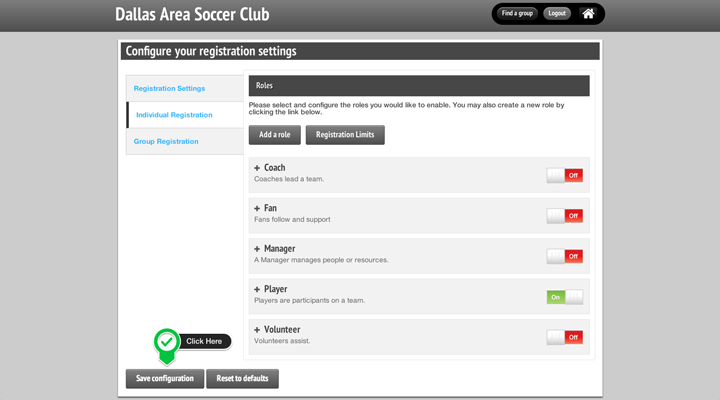 Dallas Area Soccer Club
Find a group
Logout
Configure your registration settings
Registration Settings
Individual Registration
Group Registration
Roles
Please select and configure the roles you would like to enable. You may also create a new role by
clicking the link below.
Add a role
Registration Limits
+ Coach
Coaches lead a team.
Off
+ Fan
Fans follow and support
Off
+ Manager
A Manager manages people or resources.
Off
+ Player
Players are participants on a team.
On
+ Volunteer
Volunteers assist.
Off
Click Here
Save configuration
Reset to defaults